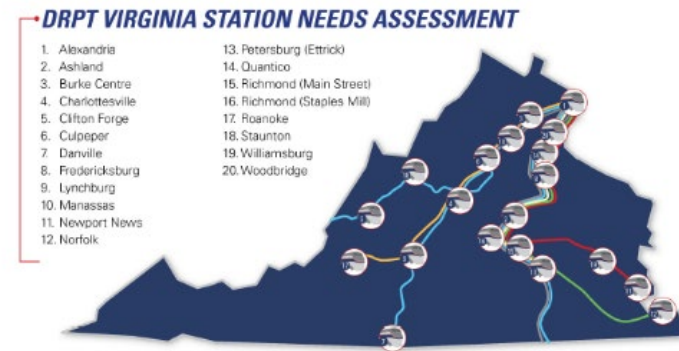 DRPT VIRGINIA STATION NEEDS ASSESSMENT
1. Alexandria
2. Ashland
3. Burke Centre
4. Charlottesville
5. Clifton Forge
6. Culpeper
7. Danville
8. Fredericksburg
9. Lynchburg
10. Manassas
11. Newport News
12. Norfolk
13. Petersburg (Ettrick)
14. Quantico
15. Richmond (Main Street)
16. Richmond (Staples Mill)
17. Roanoke
18. Staunton
19. Williamsburg
20. Woodbridge